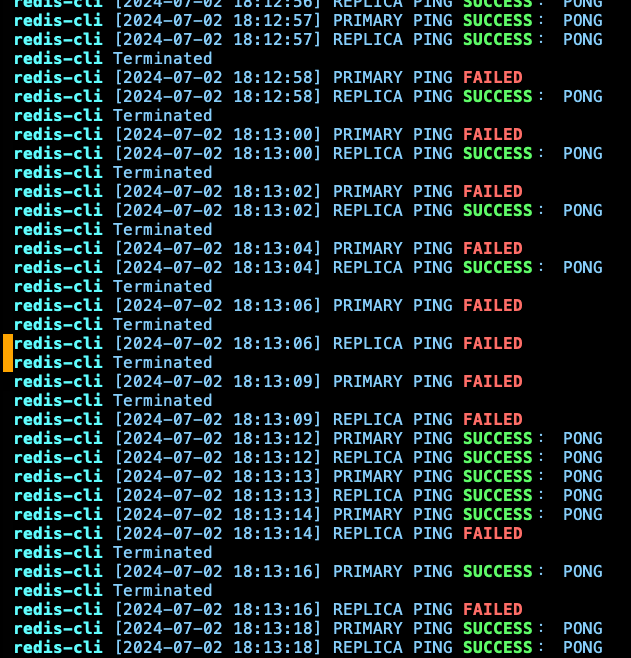 redis-cli [2024-07-02 18:12:56] REPLICA PING SUCCESS: PONG
redis-cli [2024-07-02 18:12:57] PRIMARY PING SUCCESS: PONG
redis-cli [2024-07-02 18:12:57] REPLICA PING SUCCESS: PONG
redis-cli Terminated
redis-cli [2024-07-02 18:12:58] PRIMARY PING FAILED
redis-cli [2024-07-02 18:12:58] REPLICA PING SUCCESS: PONG
redis-cli Terminated
redis-cli [2024-07-02 18:13:00] PRIMARY PING FAILED
redis-cli [2024-07-02 18:13:00] REPLICA PING SUCCESS: PONG
redis-cli Terminated
redis-cli [2024-07-02 18:13:02] PRIMARY PING FAILED
redis-cli [2024-07-02 18:13:02] REPLICA PING SUCCESS: PONG
redis-cli Terminated
redis-cli [2024-07-02 18:13:04] PRIMARY PING FAILED
redis-cli [2024-07-02 18:13:04] REPLICA PING SUCCESS: PONG
redis-cli Terminated
redis-cli [2024-07-02 18:13:06] PRIMARY PING FAILED
redis-cli Terminated
redis-cli [2024-07-02 18:13:06] REPLICA PING FAILED
redis-cli Terminated
redis-cli [2024-07-02 18:13:09] PRIMARY PING FAILED
redis-cli Terminated
redis-cli [2024-07-02 18:13:09] REPLICA PING FAILED
redis-cli [2024-07-02 18:13:12] PRIMARY PING SUCCESS: PONG
redis-cli [2024-07-02 18:13:12] REPLICA PING SUCCESS: PONG
redis-cli [2024-07-02 18:13:13] PRIMARY PING SUCCESS: PONG
redis-cli [2024-07-02 18:13:13] REPLICA PING SUCCESS: PONG
redis-cli [2024-07-02 18:13:14] PRIMARY PING SUCCESS: PONG
redis-cli [2024-07-02 18:13:14] REPLICA PING FAILED
redis-cli Terminated
redis-cli [2024-07-02 18:13:16] PRIMARY PING SUCCESS: PONG
redis-cli Terminated
redis-cli [2024-07-02 18:13:16] REPLICA PING FAILED
redis-cli [2024-07-02 18:13:18] PRIMARY PING SUCCESS: PONG
redis-cli [2024-07-02 18:13:18] REPLICA PING SUCCESS: PONG